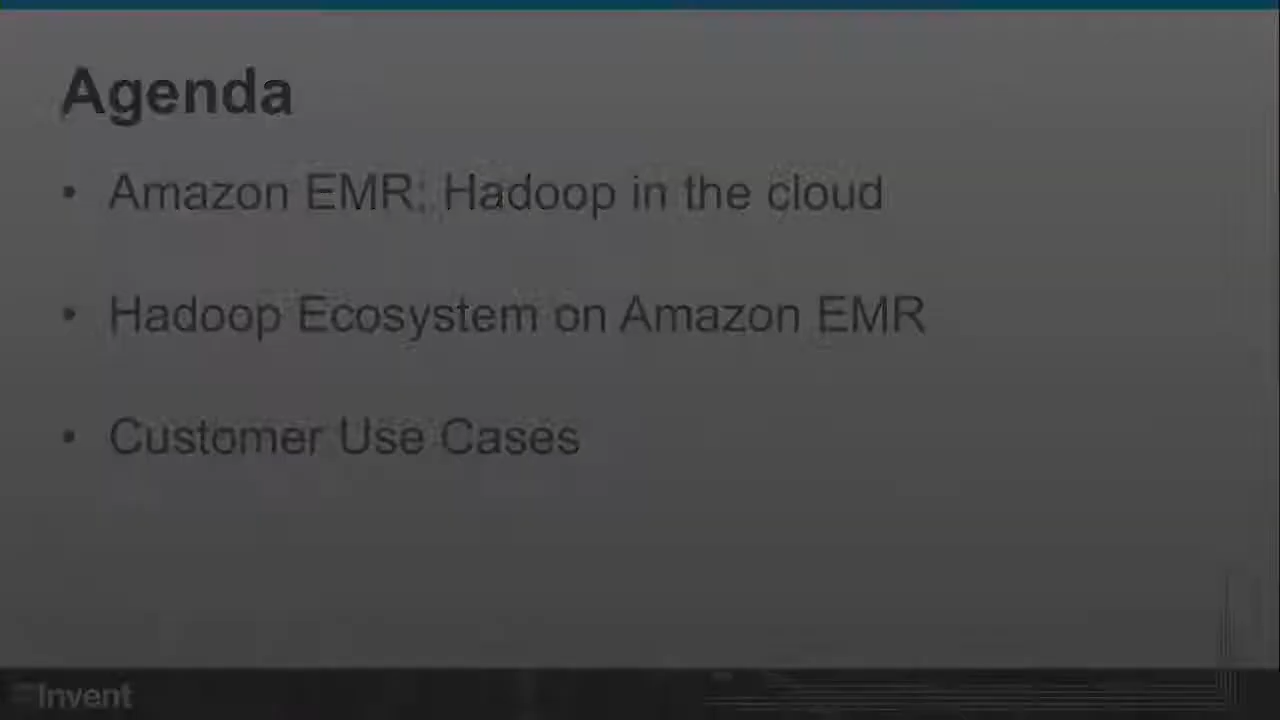 Agenda
• Amazon EMR: Hadoop in the cloud
• Hadoop Ecosystem on Amazon EMR
• Customer Use Cases
Invent